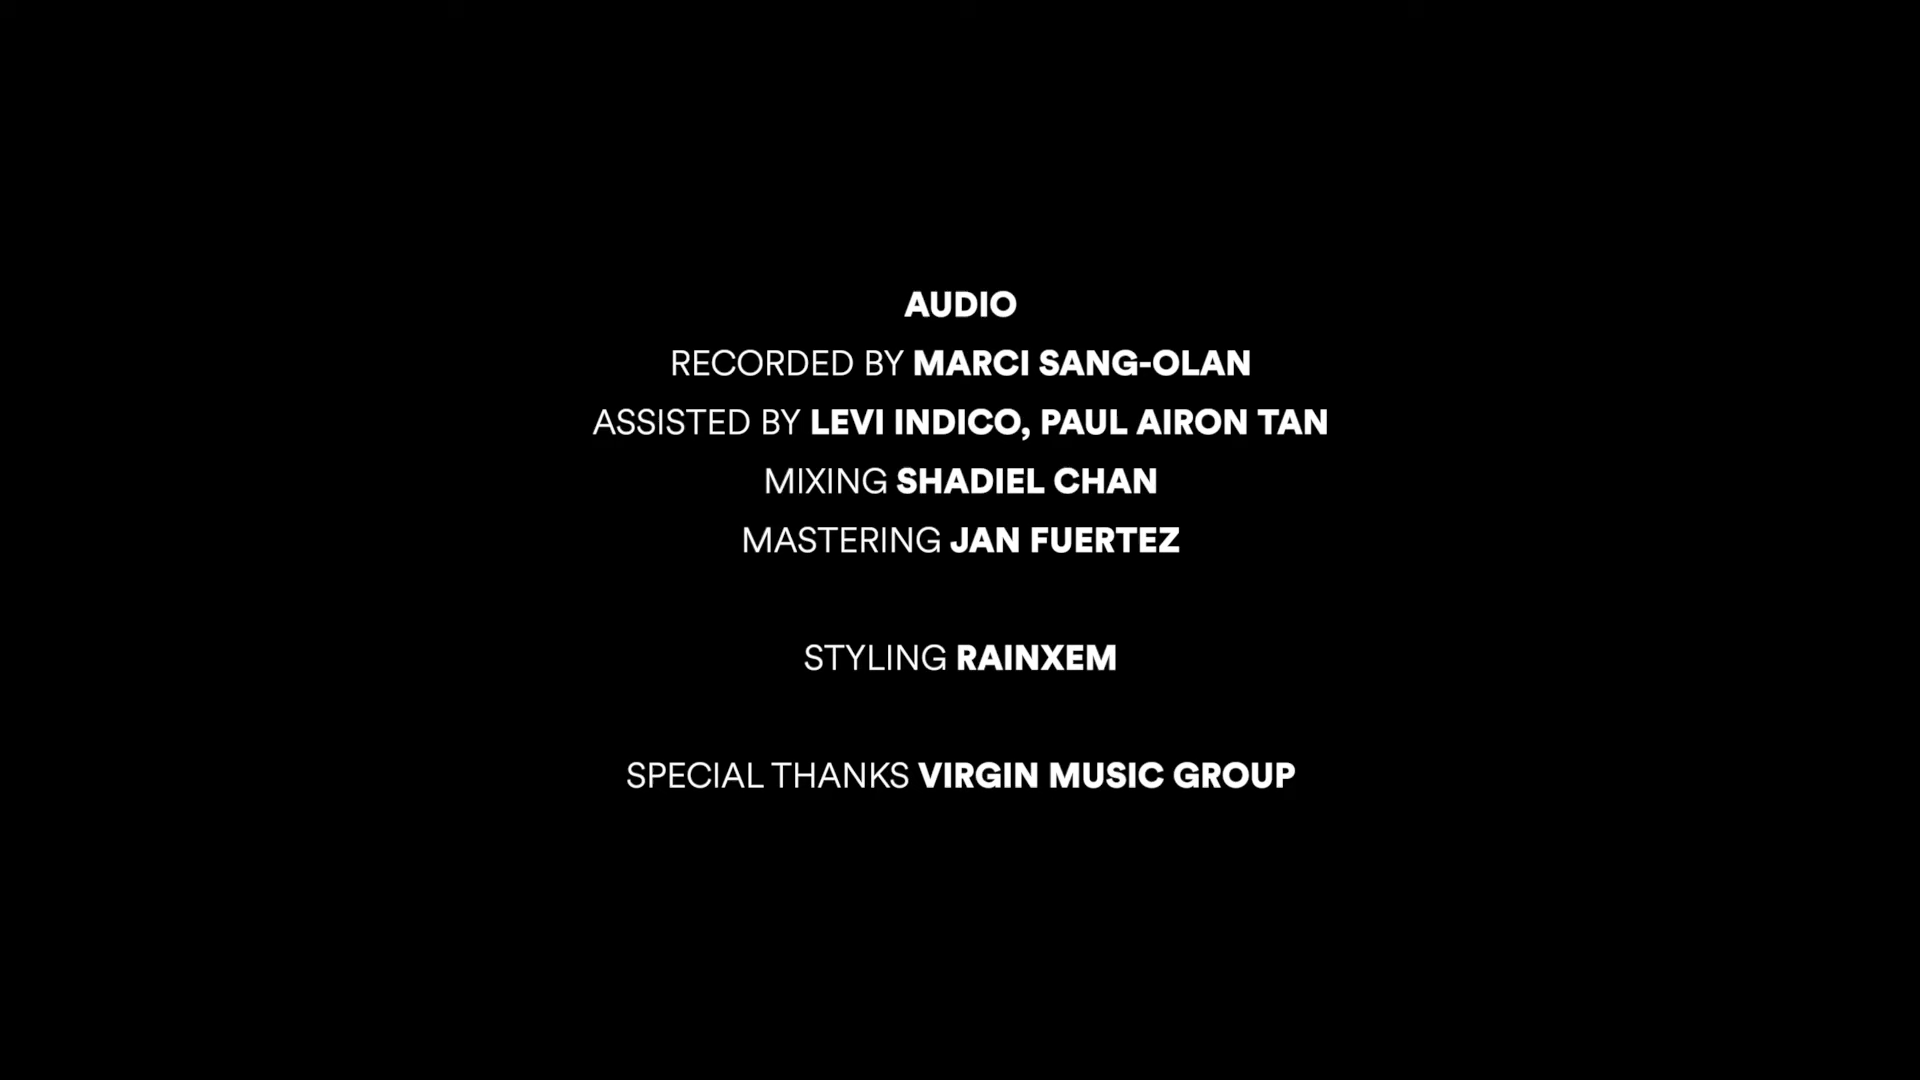 AUDIO
RECORDED BY MARCI SANG-OLAN
ASSISTED BY LEVI INDICO, PAUL AIRON TAN
MIXING SHADIEL CHAN
MASTERING JAN FUERTEZ
STYLING RAINXEM
SPECIAL THANKS VIRGIN MUSIC GROUP